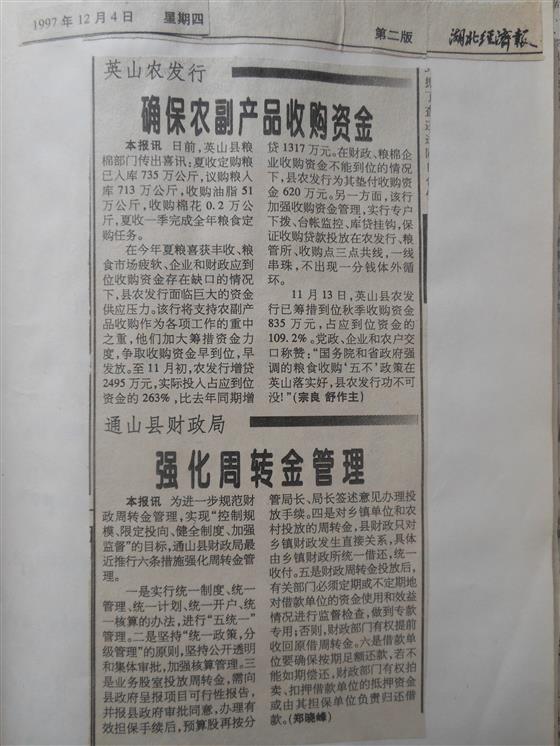 1997年12月4日 星期四
第二版
湖北经济报
英山农发行
确保农副产品收购资金
本报讯 日前,英山县粮
棉部门传出喜讯:夏收定购粮
已入库735万公斤,议购粮入
库713万公斤,收购油脂51
万公斤,收购棉花0.2万公
斤,夏收一季完成全年粮食定
购任务。
在今年夏粮喜获丰收、粮
食市场疲软、企业和财政应到
位收购资金存在缺口的情况
下,县农发行面临巨大的资金
供应压力。该行将支持农副产
品收购作为各项工作的重中
之重,他们加大筹措资金力
度,争取收购资金早到位,早
发放。至11月初,农发行增贷
2495万元,实际投入占应到位
资金的263%,比去年同期增
贷1317万元。在财政、粮棉企
业收购资金不能到位的情况
下,县农发行为其垫付收购资
金620万元。另一方面,该行
加强收购资金管理,实行专户
下拨、台帐监控、库贷挂钩,保
证收购贷款投放在农发行、粮
管所、收购点三点共线,一线
串珠,不出现一分钱体外循
环。
11月13日,英山县农发
行已筹措到位秋季收购资金
835万元,占应到位资金的
109.2%。党政、企业和农户交
口称赞:“国务院和省政府强
调的粮食收购‘五不’政策在
英山落实好,县农发行功不可
没!”(宗良 舒作主)
通山县财政局
强化周转金管理
本报讯 为进一步规范财
政周转金管理,实现“控制规
模、限定投向、健全制度、加强
监督”的目标,通山县财政局最
近推行六条措施强化周转金管
理。
一是实行统一制度、统一
管理、统一计划、统一开户、统
一核算的办法,进行“五统一”
管理。二是坚持“统一政策,分
级管理”的原则,坚持公开透明
和集体审批,加强核算管理。三
是业务股室投放周转金,需向
县政府呈报项目可行性报告,
并报县政府审批同意,办理有
效担保手续后,预算股再按分
管局长、局长签述意见办理投
放手续。四是对乡镇单位和农
村投放的周转金,县财政只对
乡镇财政发生直接关系,具体
由乡镇财政所统一借还,统一
收付。五是财政周转金投放后,
有关部门必须定期或不定期地
对借款单位的资金使用和效益
情况进行监督检查,做到专款
专用;否则,财政部门有权提前
收回原借周转金。六是借款单
位要确保按期足额还款,若不
能如期偿还,财政部门有权拍
卖、扣押借款单位的抵押资金
或由其担保单位负责归还借
款。(郑晓峰)